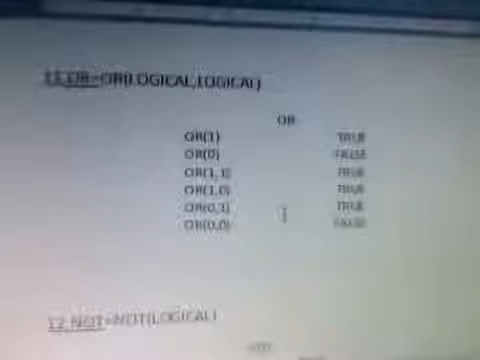 11 OR=OR(LOGICAL,LOGICAL)
OR
OR(1) TRUE
OR(0) FALSE
OR(1,1) TRUE
OR(1,0) TRUE
OR(0,1) TRUE
OR(0,0) FALSE
12 NOT=NOT(LOGICAL)